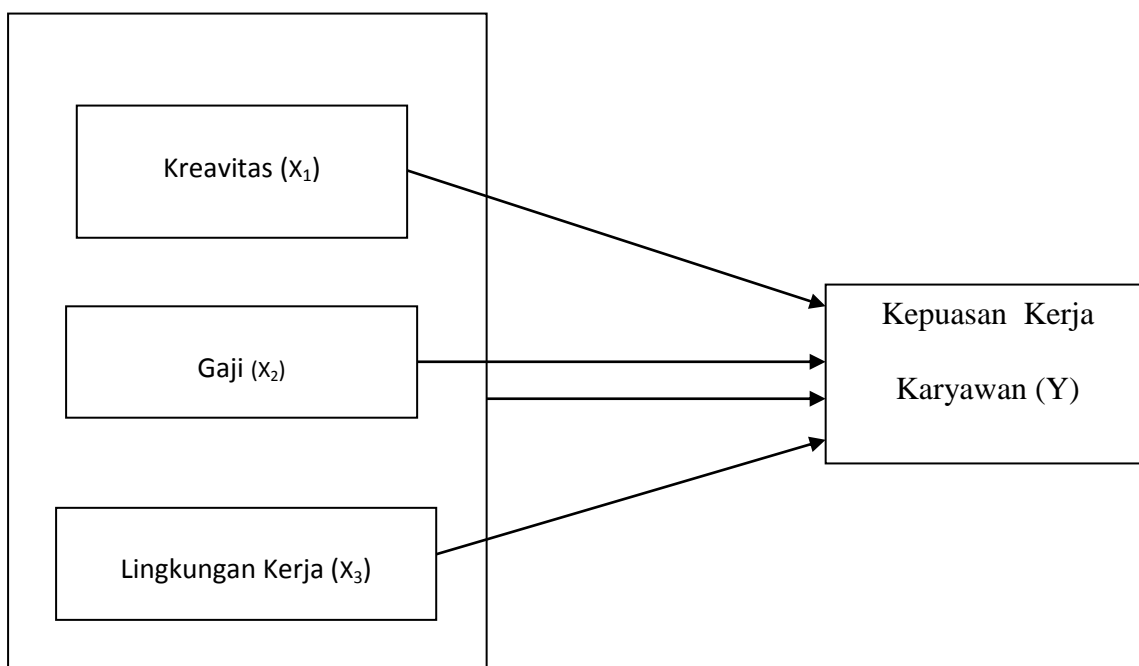 Kreavitas (X₁)
Gaji (X₂)
Lingkungan Kerja (X₃)
Kepuasan Kerja
Karyawan (Y)